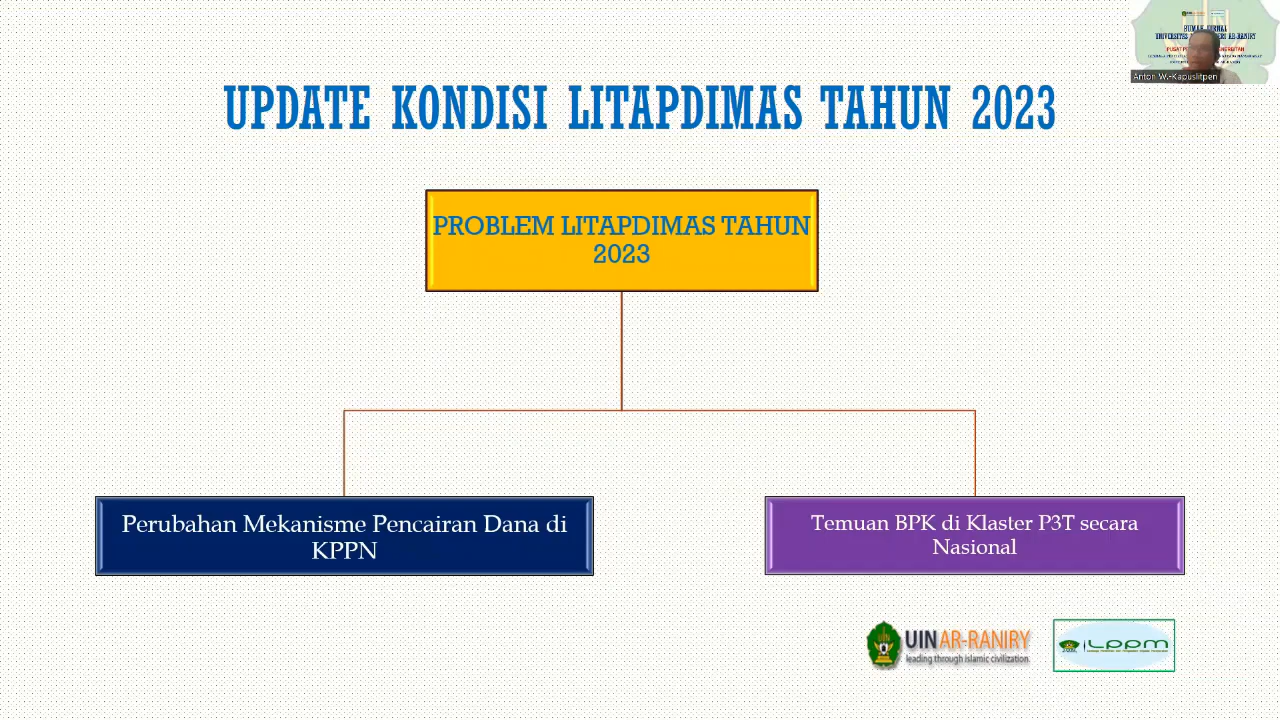 UPDATE KONDISI LITAPDIMAS TAHUN 2023
PROBLEM LITAPDIMAS TAHUN
2023
Perubahan Mekanisme Pencairan Dana di
KPPN
Temuan BPK di Klaster P3T secara
Nasional
UIN AR-RANIRY
leading through islamic civilization
LPPM
Anton W.-Kapuslitpen